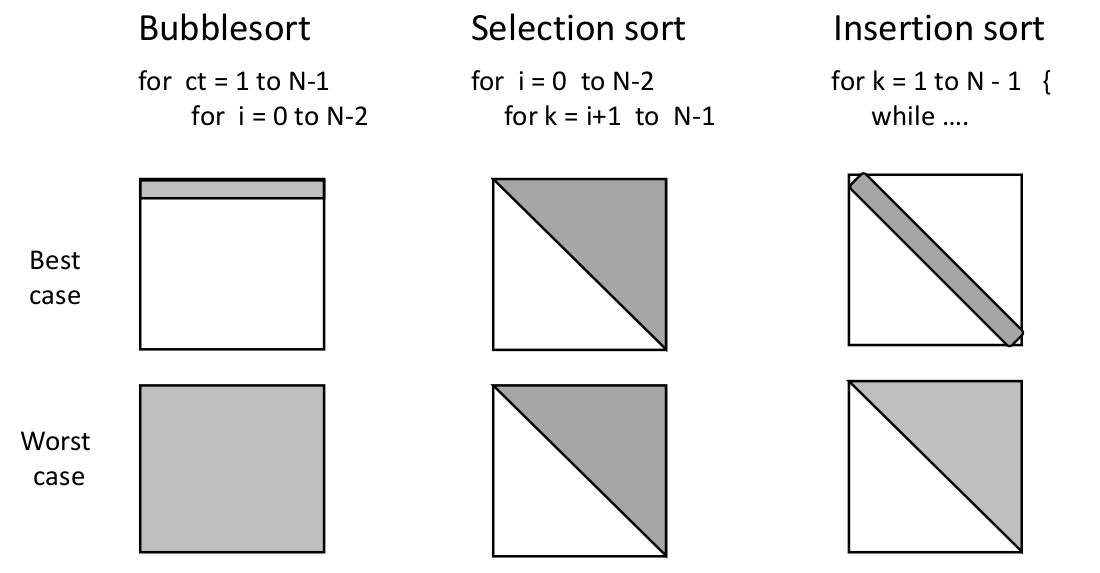 Bubblesort
for ct = 1 to N-1
for i = 0 to N-2
Selection sort
for i = 0 to N-2
for k = i+1 to N-1
Insertion sort
for k = 1 to N - 1 {
while ....
Best
case
Worst
case